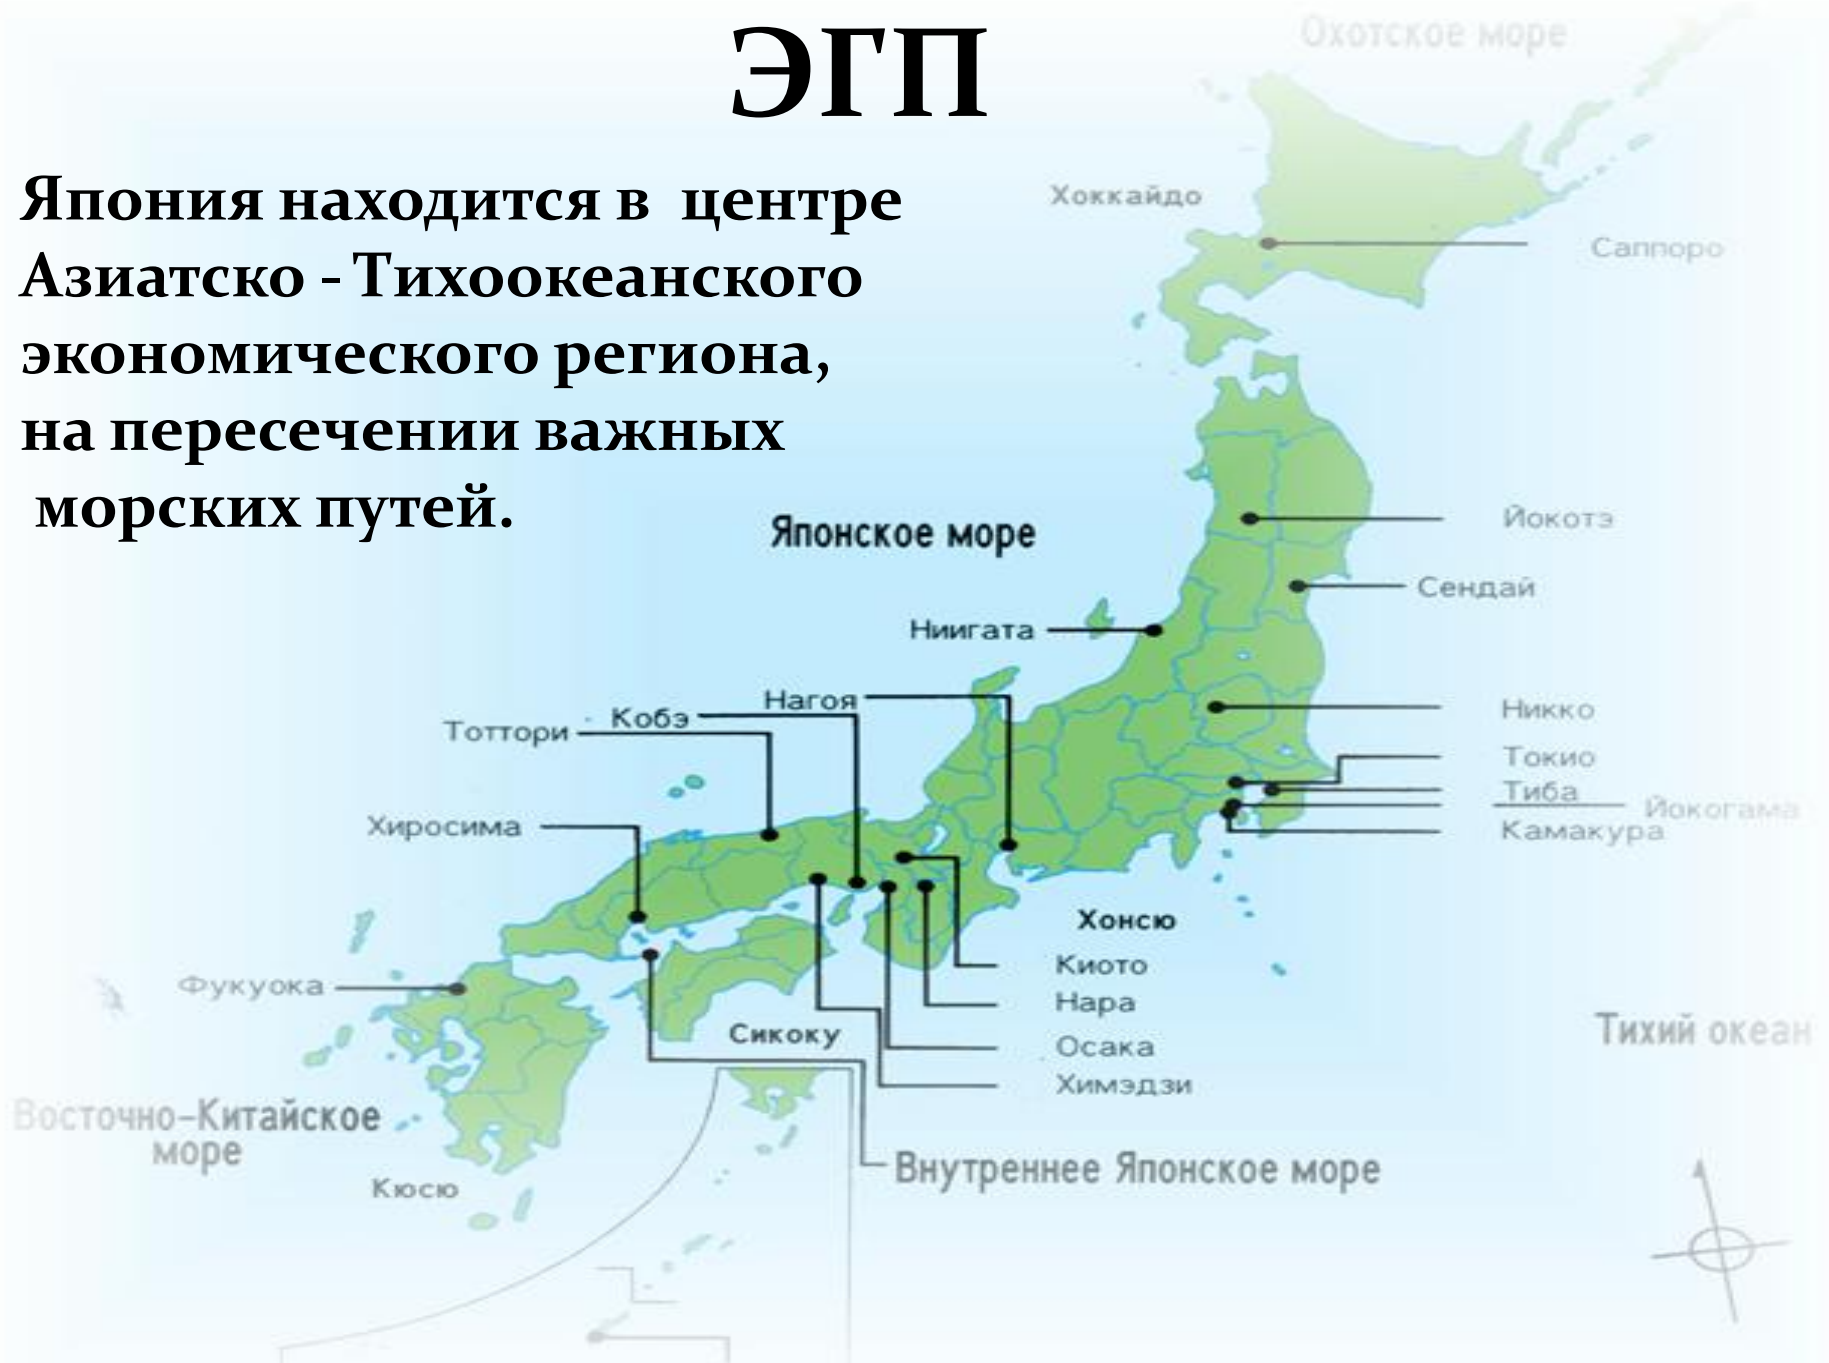 ЭГП
Охотское море
Япония находится в центре
Азиатско - Тихоокеанского
экономического региона,
на пересечении важных
морских путей.
Хоккайдо
Саппоро
Японское море
Йокотэ
Сендай
Ниигата
Нагоя
Кобэ
Тоттори
Никко
Токио
Тиба
Йокогама
Камакура
Хиросима
Хонсю
Киото
Нара
Осака
Химэдзи
Фукуока
Сикоку
Тихий океан
Восточно-Китайское
море
Кюсю
Внутреннее Японское море